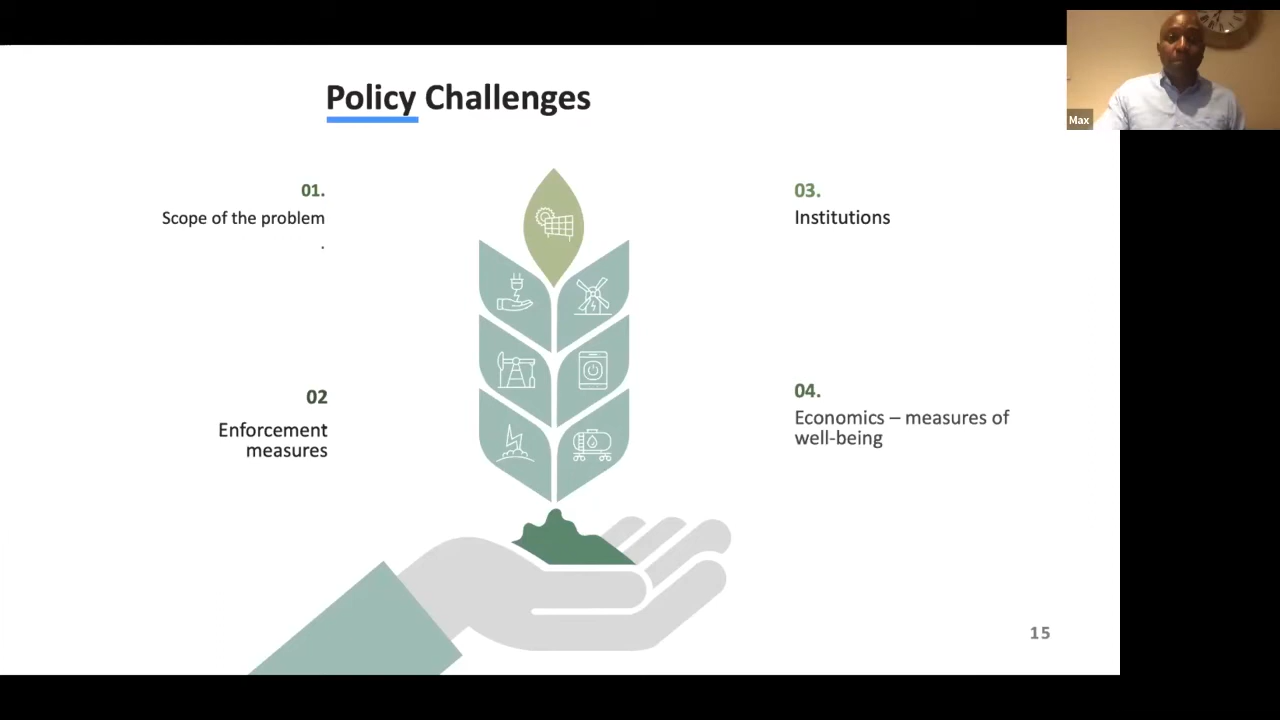 Policy Challenges
Max
01.
Scope of the problem
.
02
Enforcement
measures
03.
Institutions
04.
Economics – measures of
well-being
15